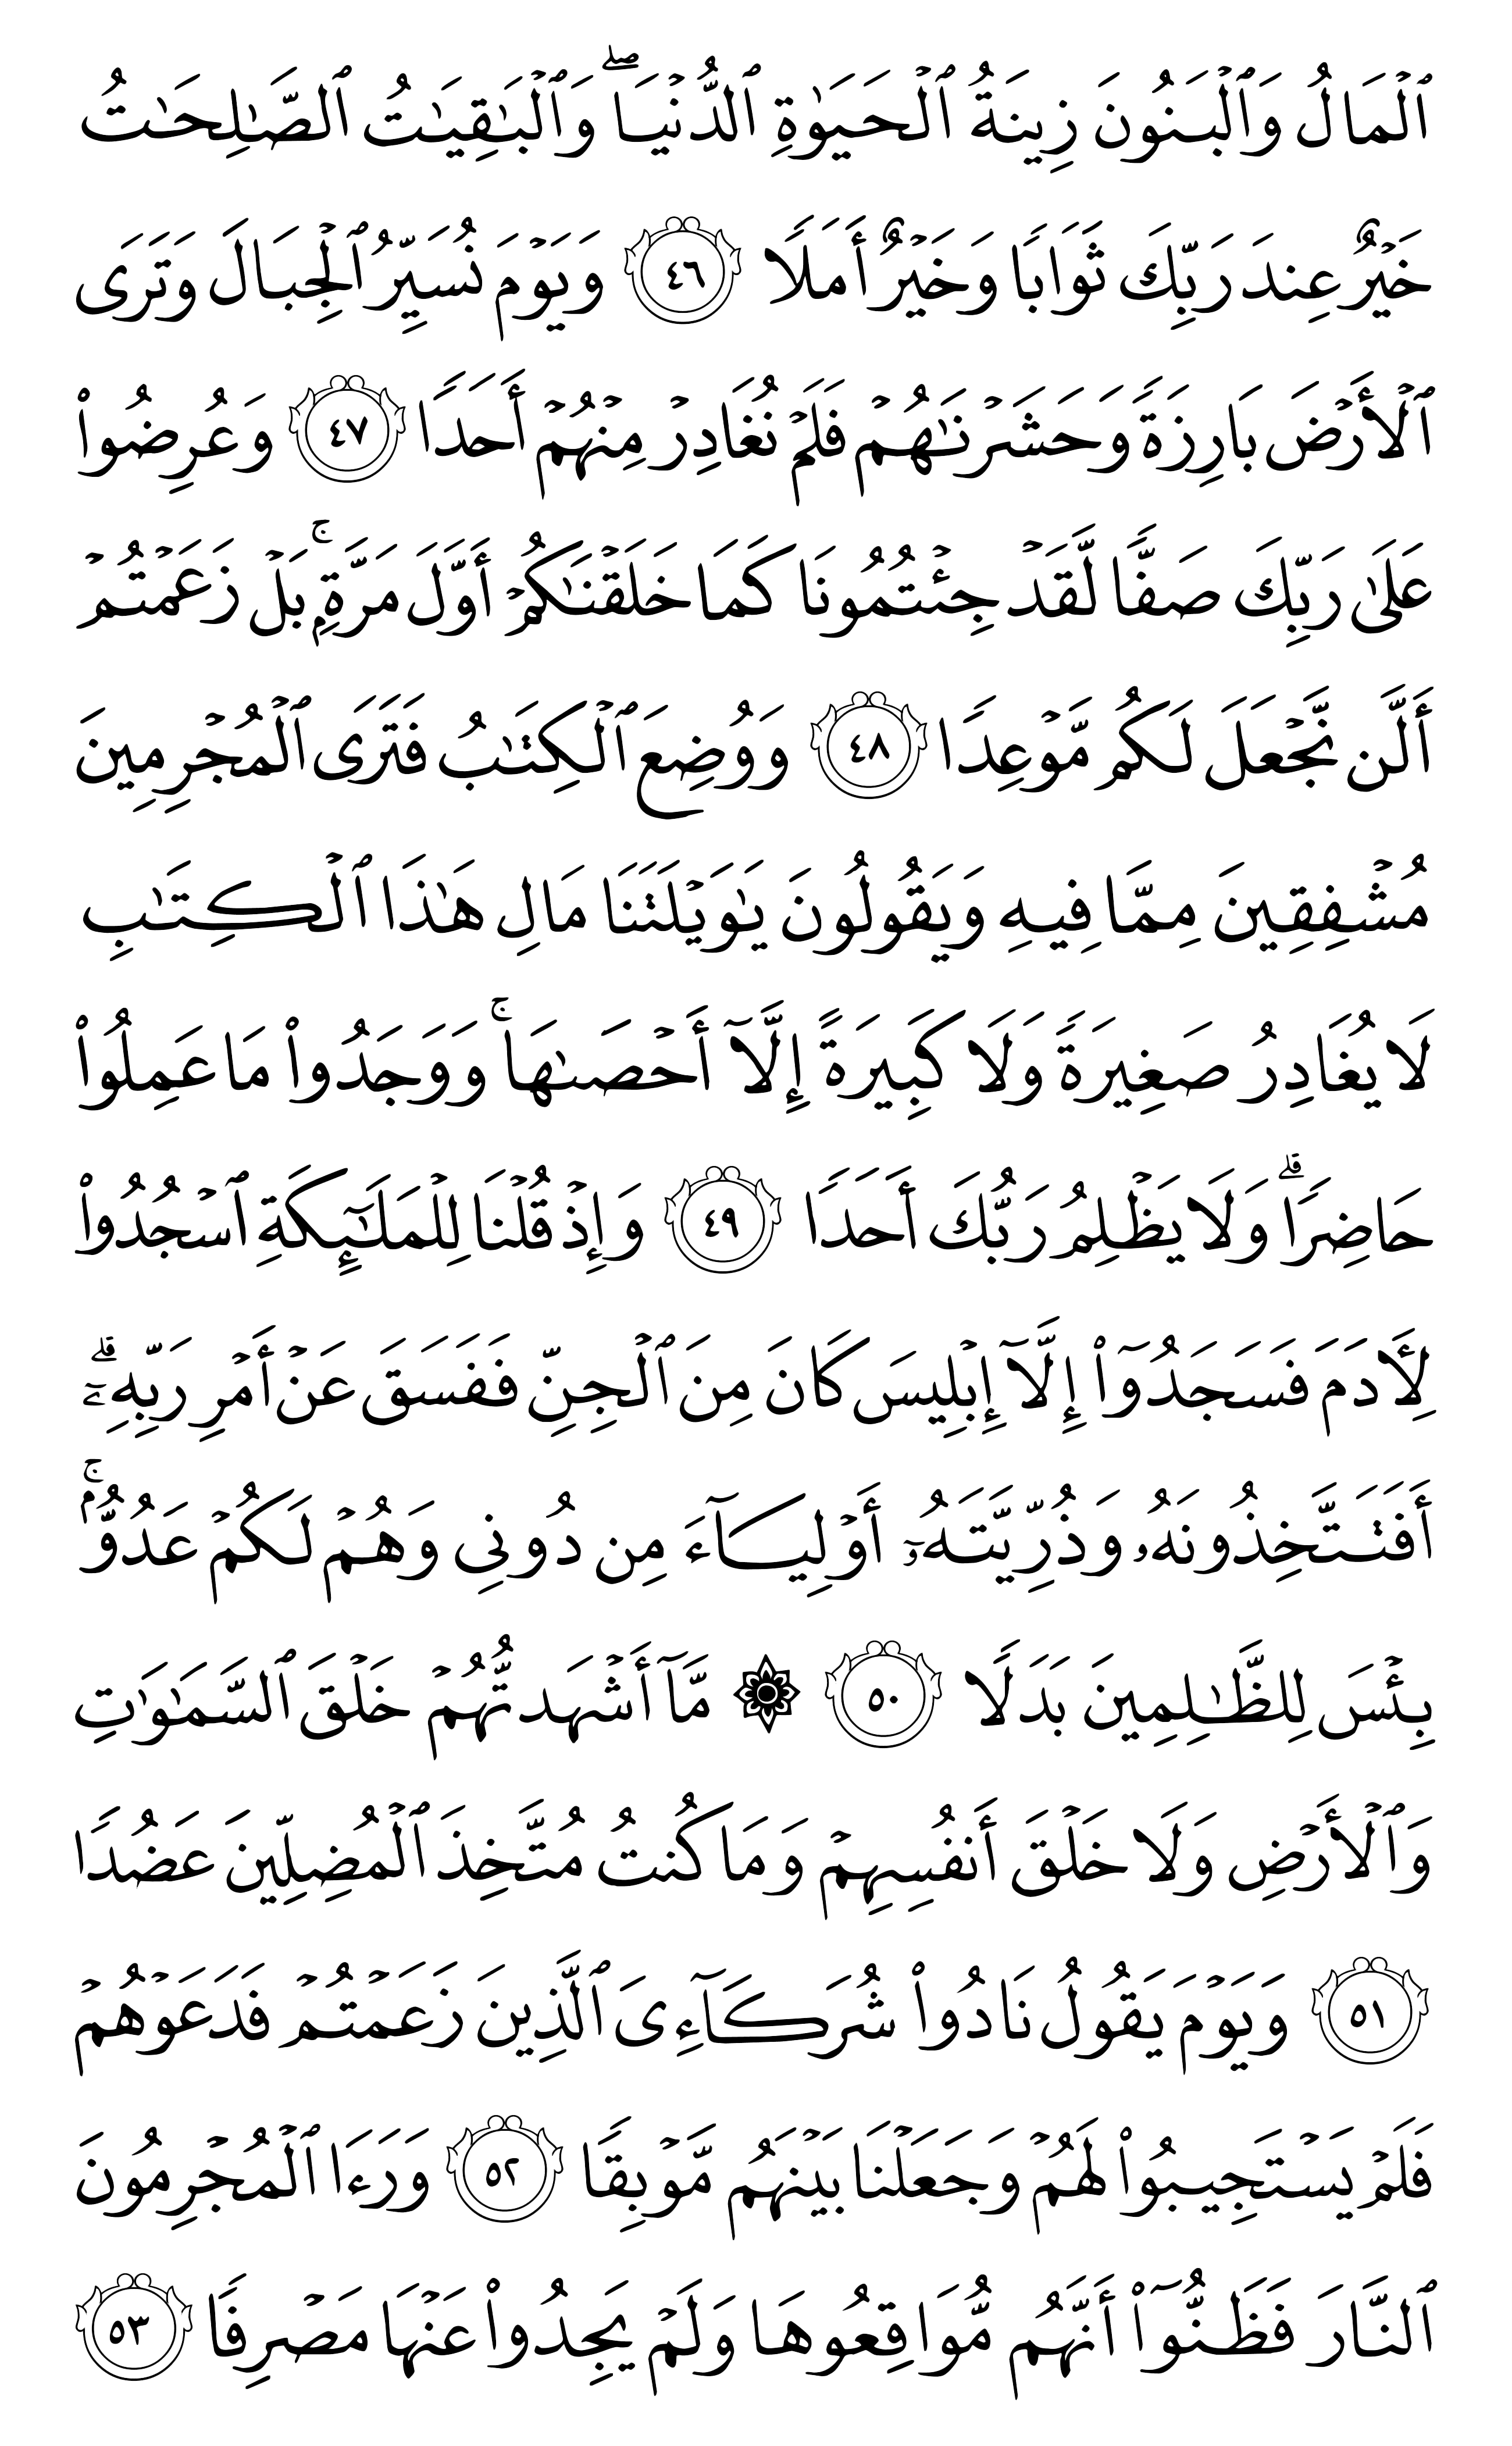 ٱلۡمَالُ وَٱلۡبَنُونَ زِينَةُ ٱلۡحَيَوٰةِ ٱلدُّنۡيَاۖ وَٱلۡبَٰقِيَٰتُ ٱلصَّٰلِحَٰتُ
خَيۡرٌ عِندَ رَبِّكَ ثَوَابٗا وَخَيۡرٌ أَمَلٗا ٤٦ وَيَوۡمَ نُسَيِّرُ ٱلۡجِبَالَ وَتَرَى
ٱلۡأَرۡضَ بَارِزَةٗ وَحَشَرۡنَٰهُمۡ فَلَمۡ نُغَادِرۡ مِنۡهُمۡ أَحَدٗا ٤٧ وَعُرِضُواْ
عَلَىٰ رَبِّكَ صَفّٗا لَّقَدۡ جِئۡتُمُونَا كَمَا خَلَقۡنَٰكُمۡ أَوَّلَ مَرَّةِۭۚ بَلۡ زَعَمۡتُمۡ
أَلَّن نَّجۡعَلَ لَكُم مَّوۡعِدٗا ٤٨ وَوُضِعَ ٱلۡكِتَٰبُ فَتَرَى ٱلۡمُجۡرِمِينَ
مُشۡفِقِينَ مِمَّا فِيهِ وَيَقُولُونَ يَٰوَيۡلَتَنَا مَالِ هَٰذَا ٱلۡكِتَٰبِ
لَا يُغَادِرُ صَغِيرَةٗ وَلَا كَبِيرَةً إِلَّآ أَحۡصَىٰهَاۚ وَوَجَدُواْ مَا عَمِلُواْ
حَاضِرٗاۗ وَلَا يَظۡلِمُ رَبُّكَ أَحَدٗا ٤٩ وَإِذۡ قُلۡنَا لِلۡمَلَٰٓئِكَةِ ٱسۡجُدُواْ
لِأٓدَمَ فَسَجَدُوٓاْ إِلَّآ إِبۡلِيسَ كَانَ مِنَ ٱلۡجِنِّ فَفَسَقَ عَنۡ أَمۡرِ رَبِّهِۦٓۗ
أَفَتَتَّخِذُونَهُۥ وَذُرِّيَّتَهُۥٓ أَوۡلِيَآءَ مِن دُونِي وَهُمۡ لَكُمۡ عَدُوُّۢۚ
بِئۡسَ لِلظَّٰلِمِينَ بَدَلٗا ٥٠ ۞ مَّآ أَشۡهَدتُّهُمۡ خَلۡقَ ٱلسَّمَٰوَٰتِ
وَٱلۡأَرۡضِ وَلَا خَلۡقَ أَنفُسِهِمۡ وَمَا كُنتُ مُتَّخِذَ ٱلۡمُضِلِّينَ عَضُدٗا
٥١ وَيَوۡمَ يَقُولُ نَادُواْ شُرَكَآءِيَ ٱلَّذِينَ زَعَمۡتُمۡ فَدَعَوۡهُمۡ
فَلَمۡ يَسۡتَجِيبُواْ لَهُمۡ وَجَعَلۡنَا بَيۡنَهُم مَّوۡبِقٗا ٥٢ وَرَءَا ٱلۡمُجۡرِمُونَ
ٱلنَّارَ فَظَنُّوٓاْ أَنَّهُم مُّوَاقِعُوهَا وَلَمۡ يَجِدُواْ عَنۡهَا مَصۡرِفٗا ٥٣